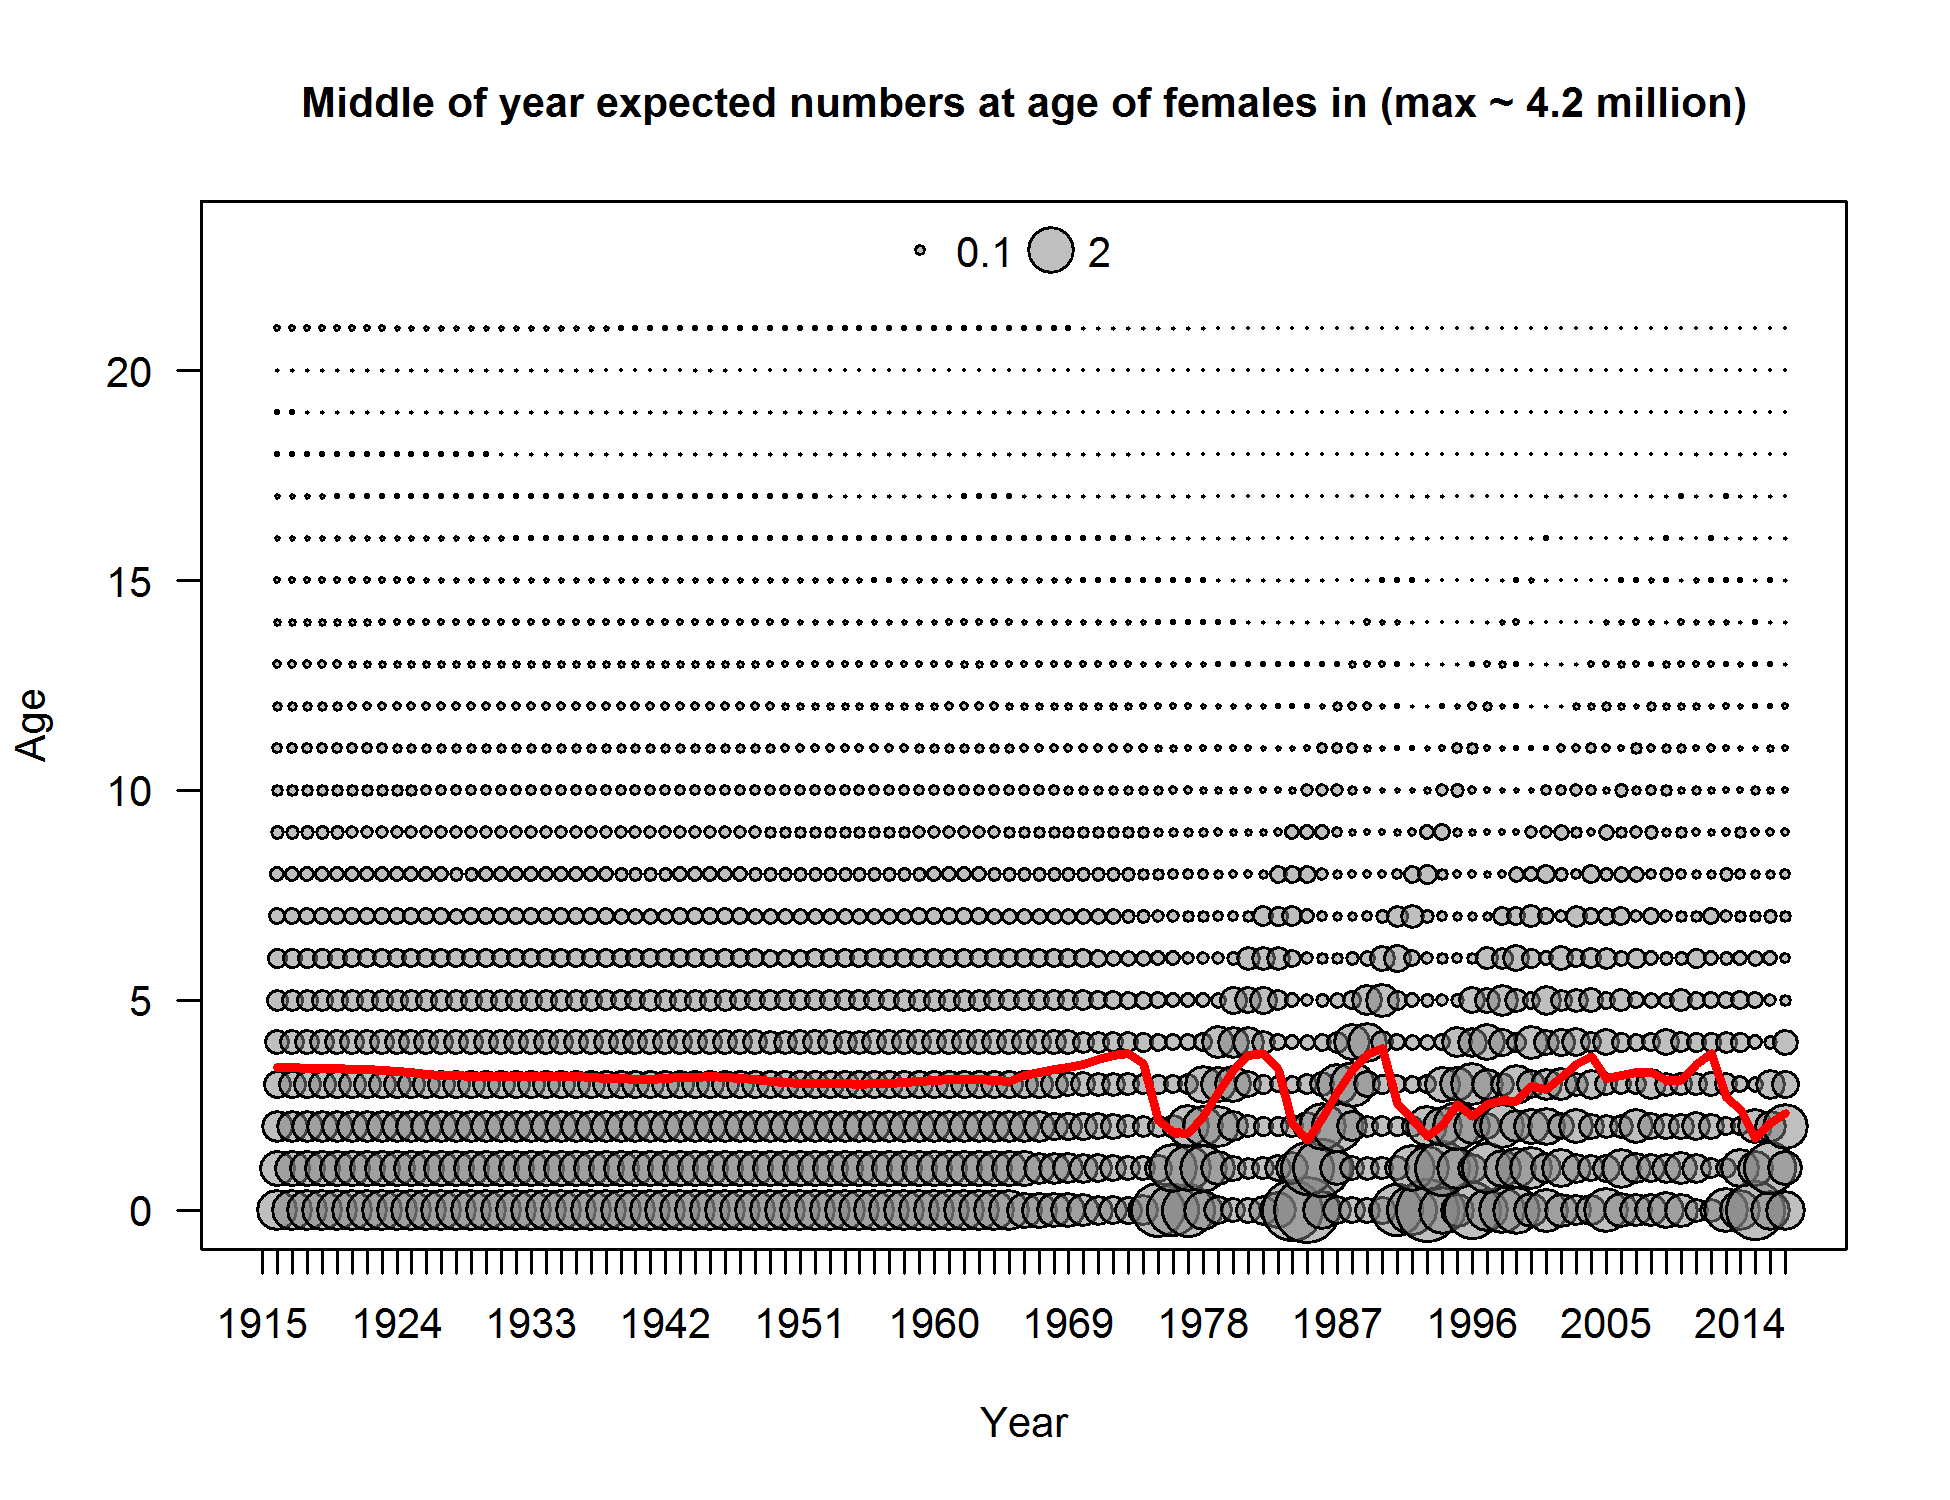 Middle of year expected numbers at age of females in (max ~ 4.2 million)
0.1 2
20
15
10
5
0
Age
1915 1924 1933 1942 1951 1960 1969 1978 1987 1996 2005 2014
Year